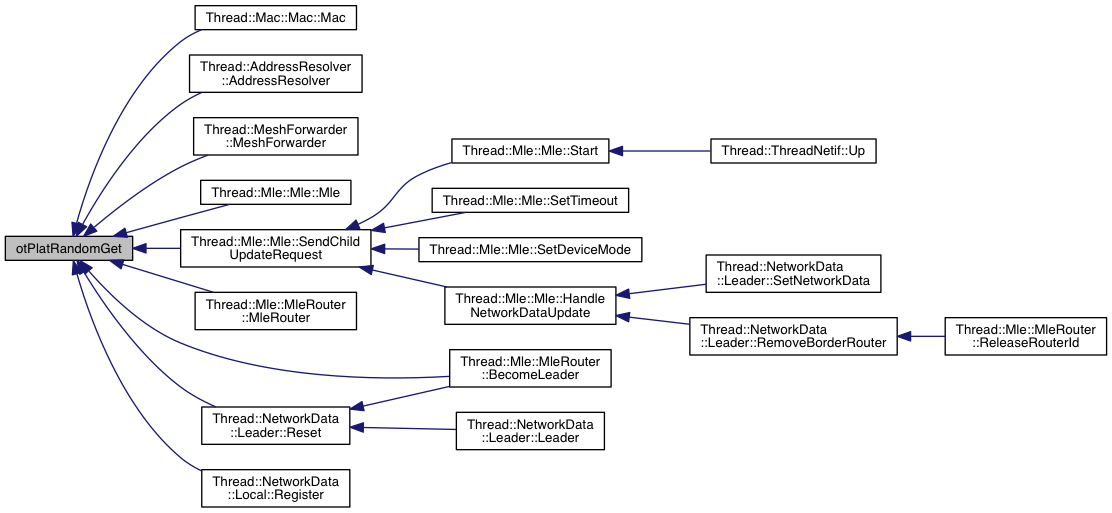 Thread::Mac::Mac::Mac
Thread::AddressResolver
::AddressResolver
Thread::MeshForwarder
::MeshForwarder
Thread::Mle::Mle::Mle
otPlatRandomGet
Thread::Mle::Mle::SendChild
UpdateRequest
Thread::Mle::MleRouter
::MleRouter
Thread::NetworkData
::Leader::Reset
Thread::NetworkData
::Local::Register
Thread::Mle::Mle::Start
Thread::Mle::Mle::SetTimeout
Thread::Mle::Mle::SetDeviceMode
Thread::Mle::Mle::Handle
NetworkDataUpdate
Thread::Mle::MleRouter
::BecomeLeader
Thread::NetworkData
::Leader::Leader
Thread::ThreadNetif::Up
Thread::NetworkData
::Leader::SetNetworkData
Thread::NetworkData
::Leader::RemoveBorderRouter
Thread::Mle::MleRouter
::ReleaseRouterId